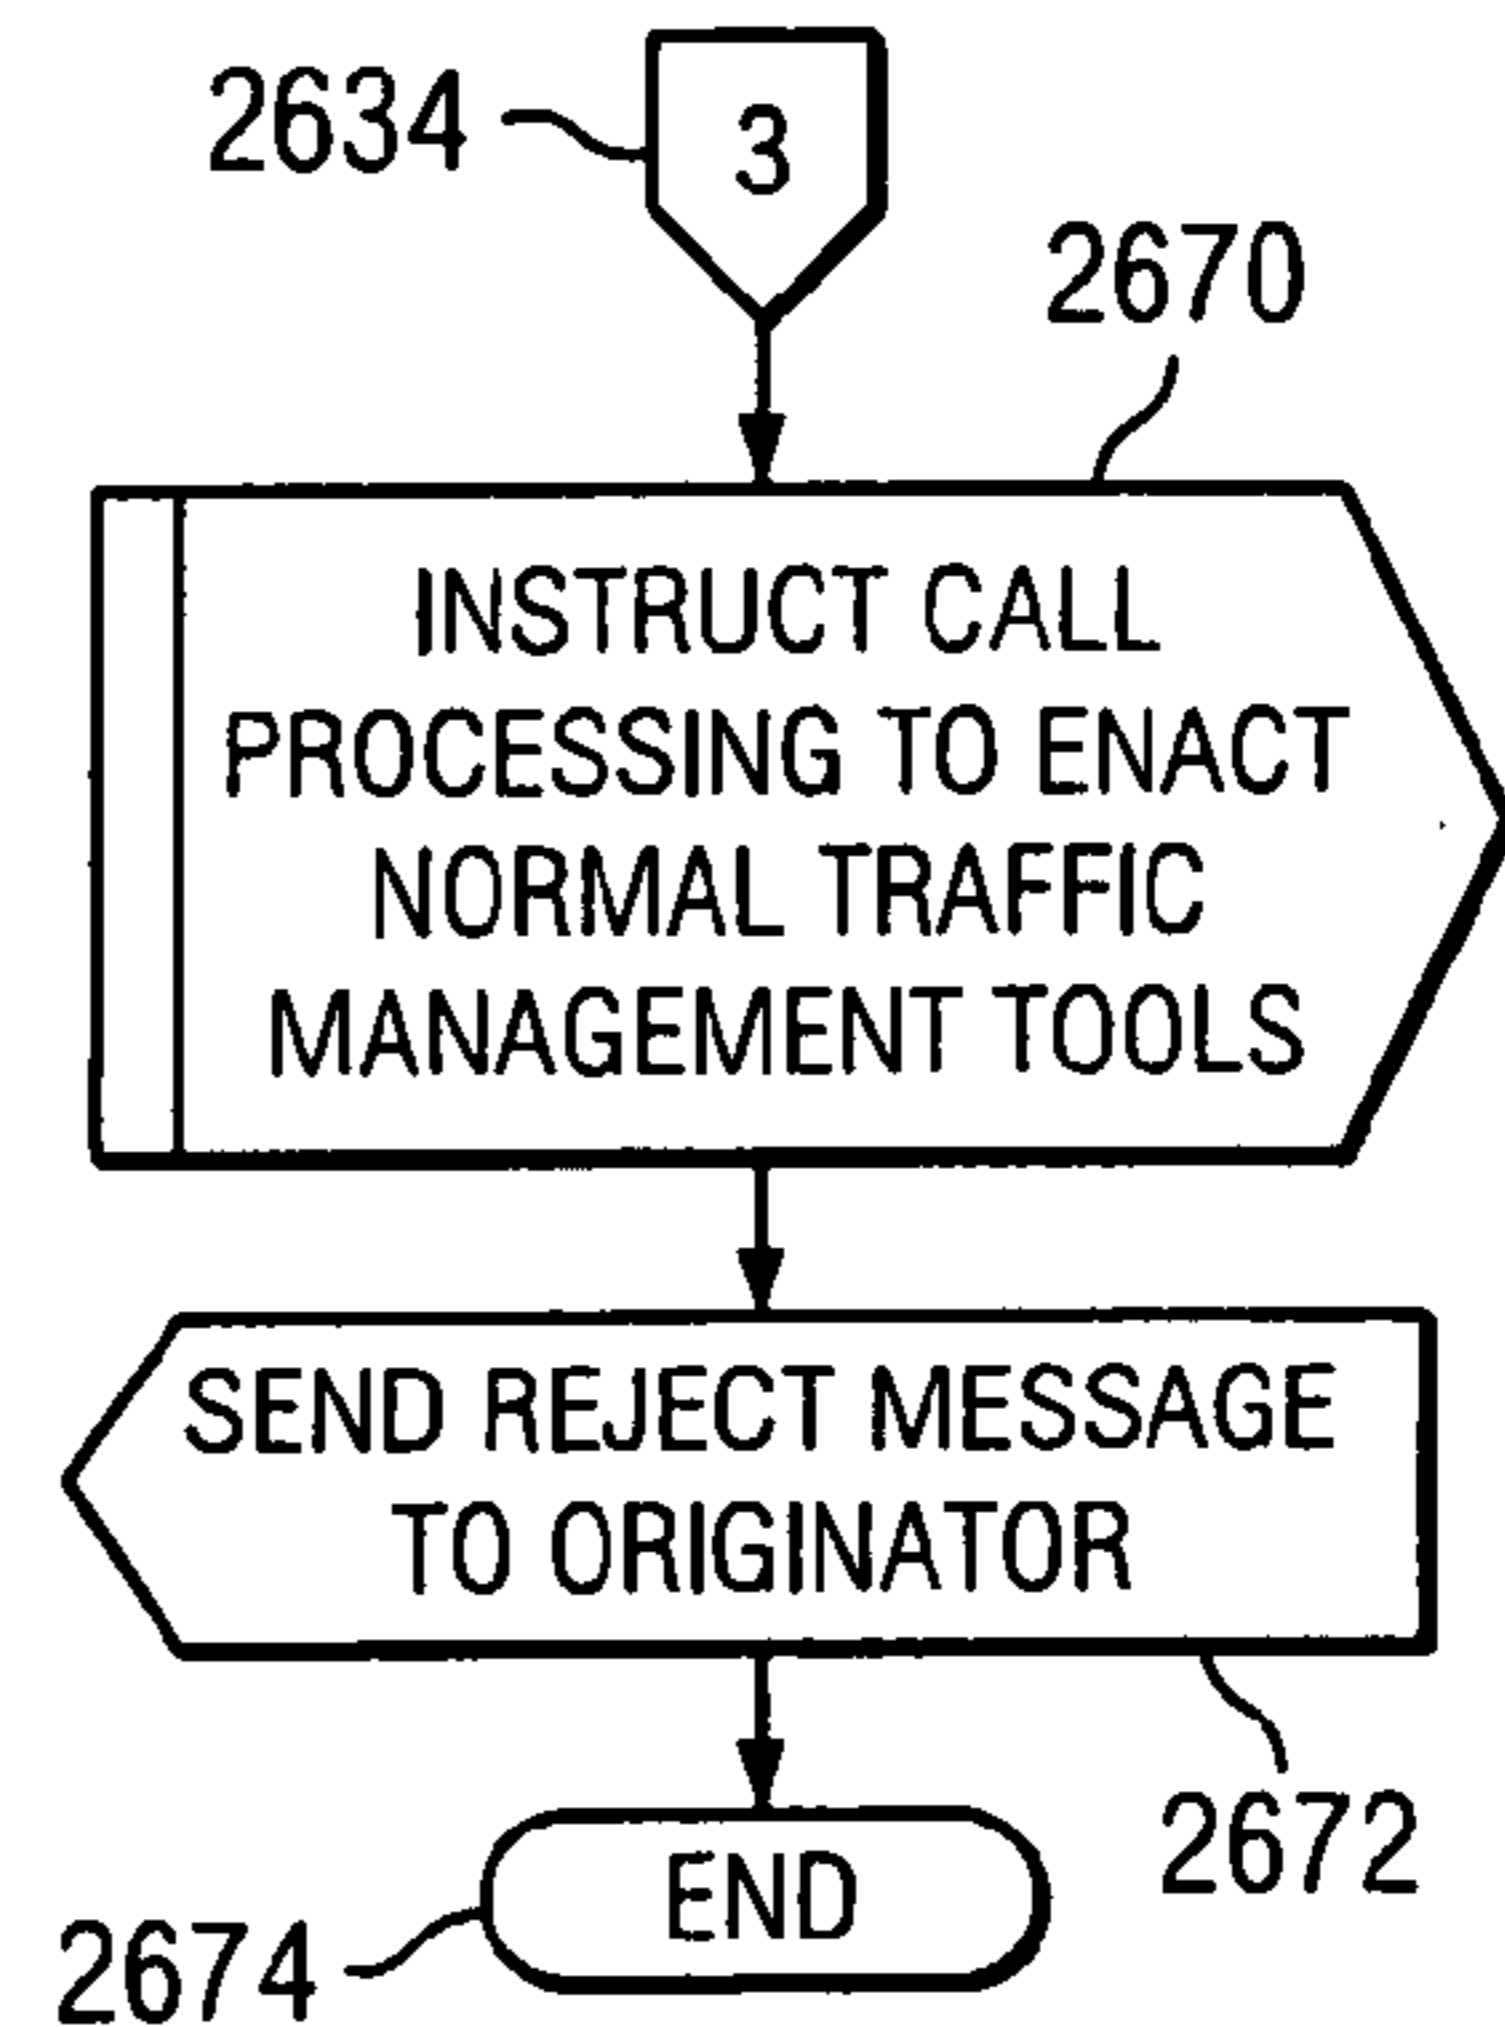 2634
3
2670
INSTRUCT CALL
PROCESSING TO ENACT
NORMAL TRAFFIC
MANAGEMENT TOOLS
SEND REJECT MESSAGE
TO ORIGINATOR
2672
END
2674